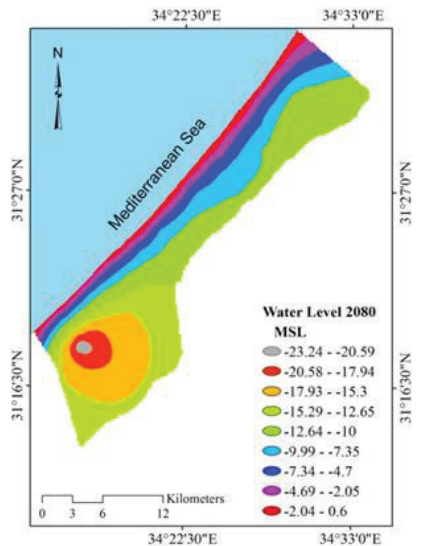 34°22'30"E 34°33'0"E
N
Mediterranean Sea
31°27'0"N 31°27'0"N
31°16'30"N 31°16'30"N
Water Level 2080
MSL
-23.24 - -20.59
-20.58 - -17.94
-17.93 - -15.3
-15.29 - -12.65
-12.64 - -10
-9.99 - -7.35
-7.34 - -4.7
-4.69 - -2.05
-2.04 - 0.6
Kilometers
0 3 6 12
34°22'30"E 34°33'0"E